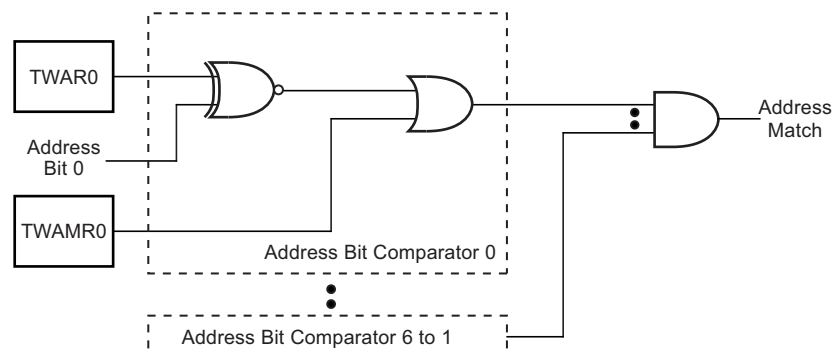 TWAR0
Address
Bit 0
TWAMR0
Address Bit Comparator 0
Address
Match
Address Bit Comparator 6 to 1